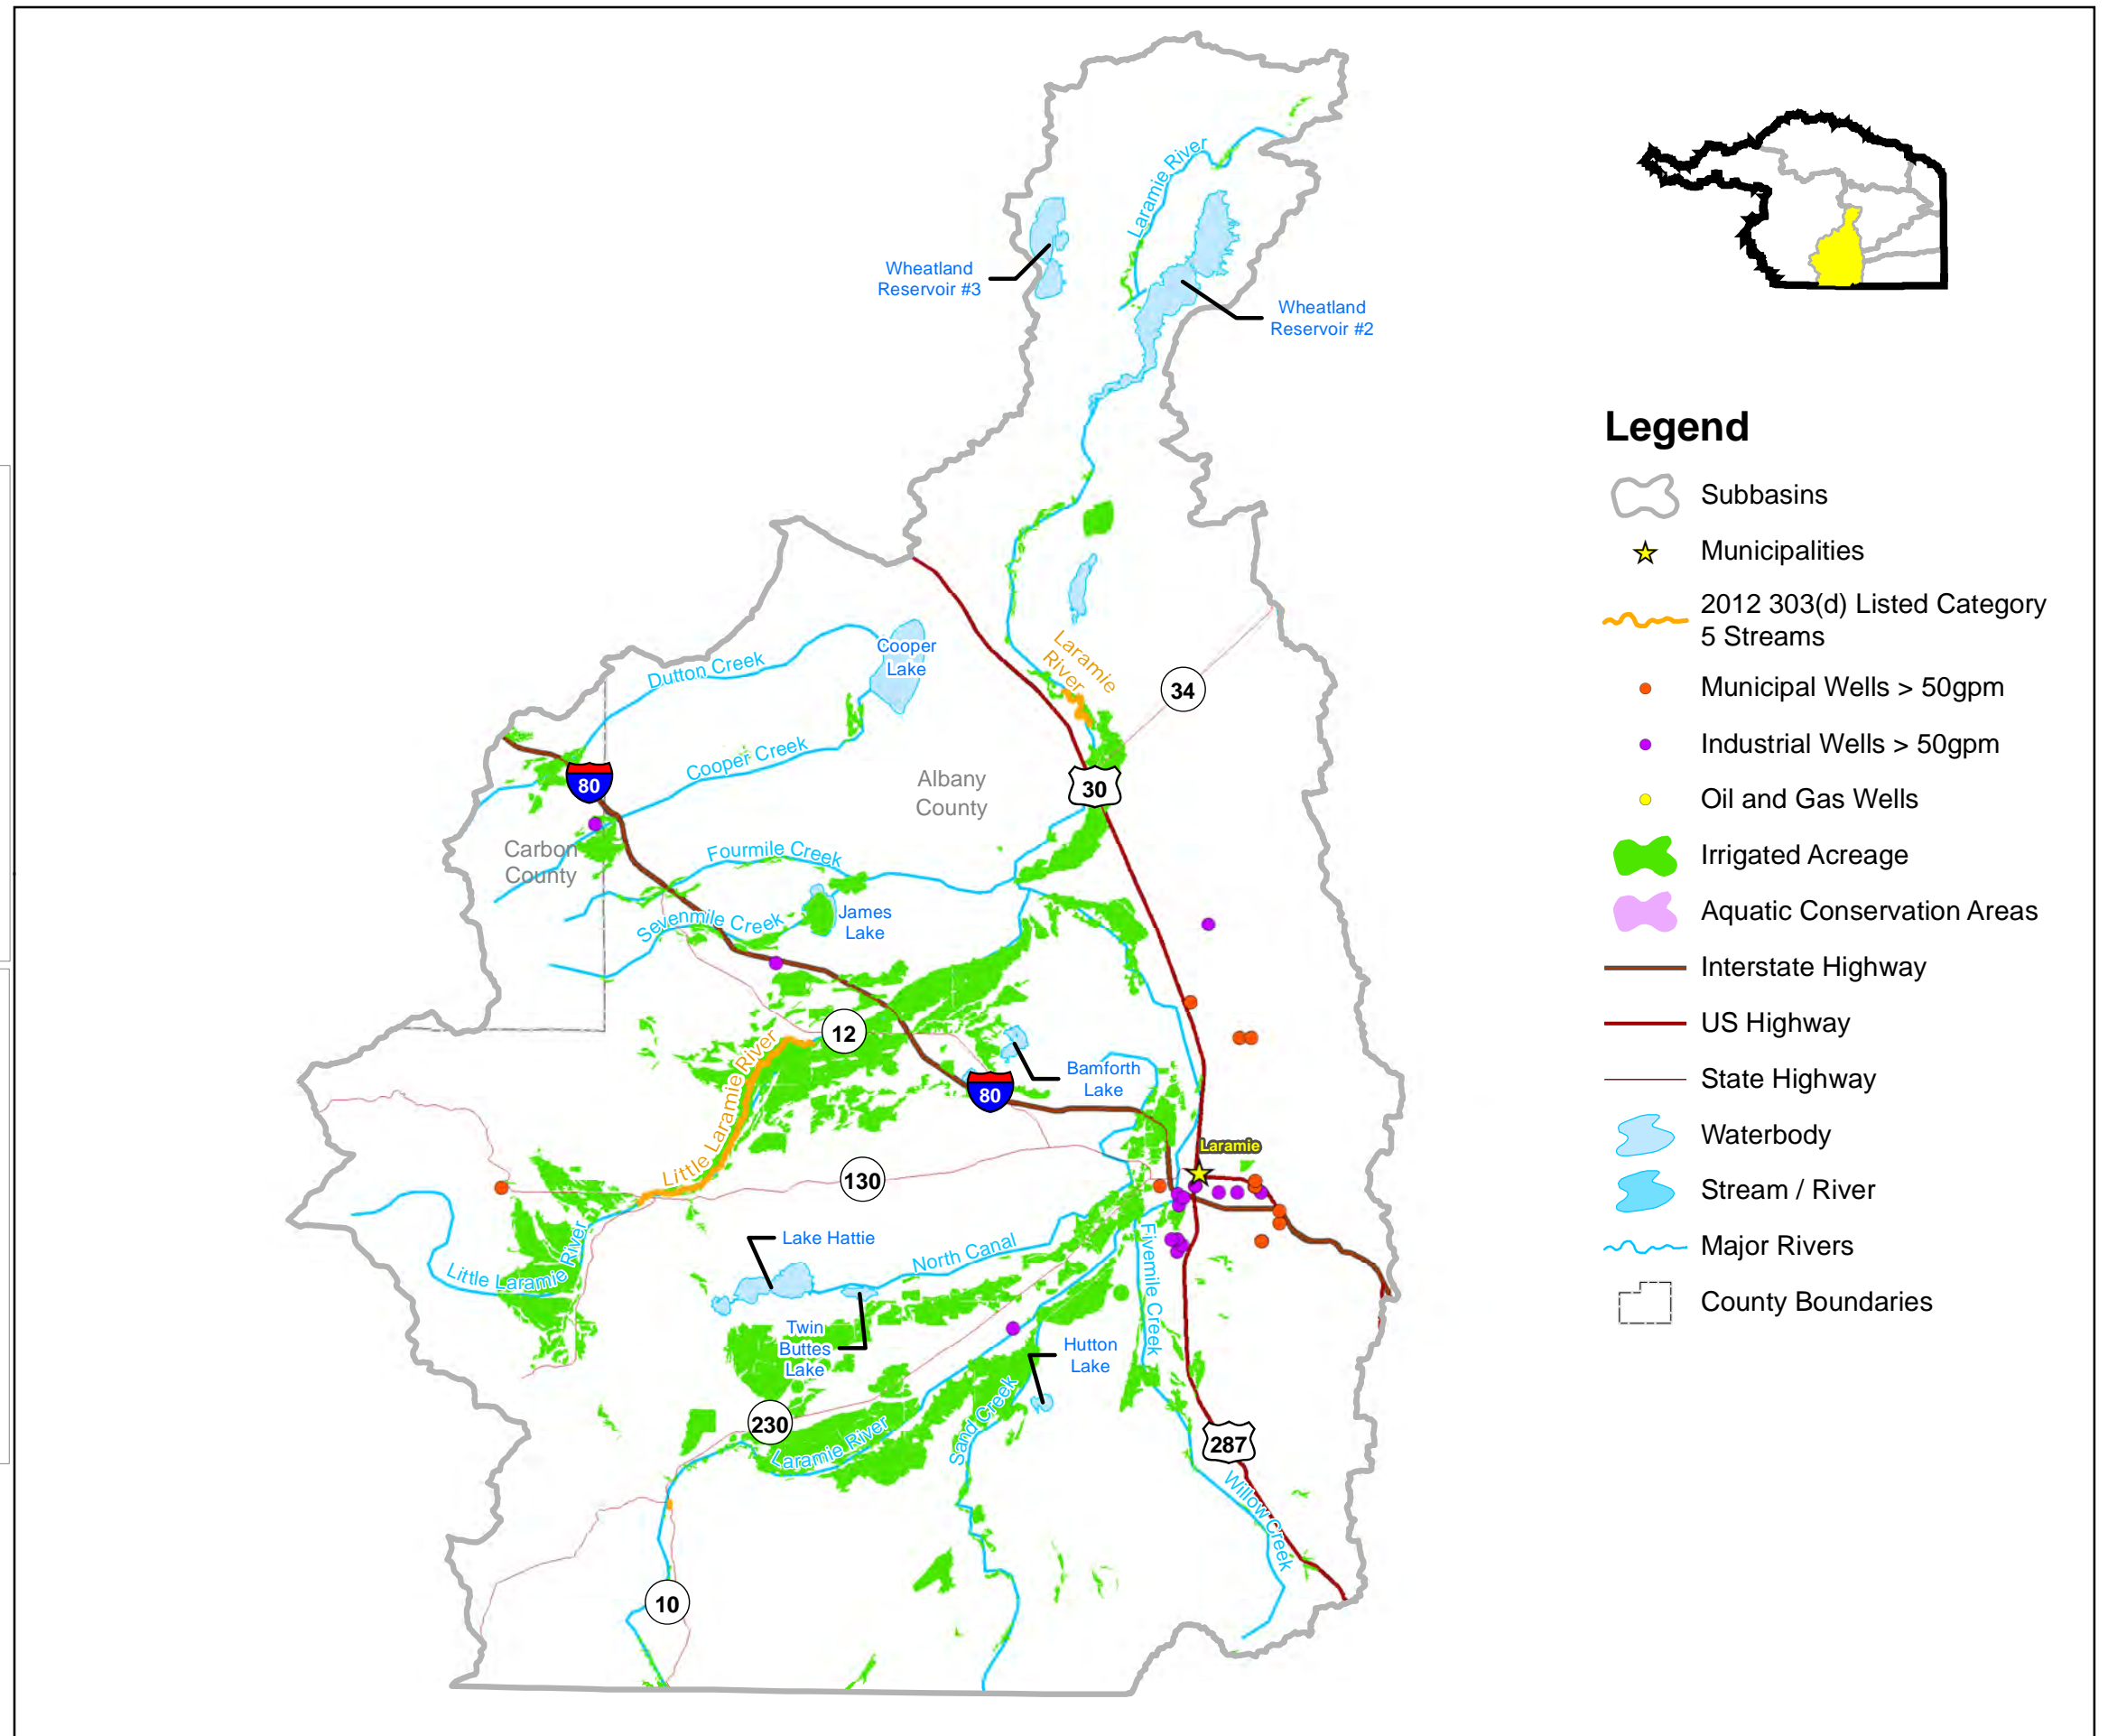 Laramie River
Wheatland
Reservoir #3
Wheatland
Reservoir #2
Legend
Subbasins
Municipalities
2012 303(d) Listed Category
5 Streams
Municipal Wells > 50gpm
Industrial Wells > 50gpm
Oil and Gas Wells
Irrigated Acreage
Aquatic Conservation Areas
Interstate Highway
US Highway
State Highway
Waterbody
Stream / River
Major Rivers
County Boundaries
Laramie
River
Cooper
Lake
Dutton Creek
34
Cooper Creek
80
Albany
County
30
Carbon
County
Fourmile Creek
James
Lake
Sevenmile Creek
12
Little Laramie River
Bamforth
Lake
80
Laramie
130
Little Laramie River
Lake Hattie
North Canal
Fivemile Creek
Twin
Buttes
Lake
Hutton
Lake
230
Laramie River
Sand Creek
287
Willow Creek
10